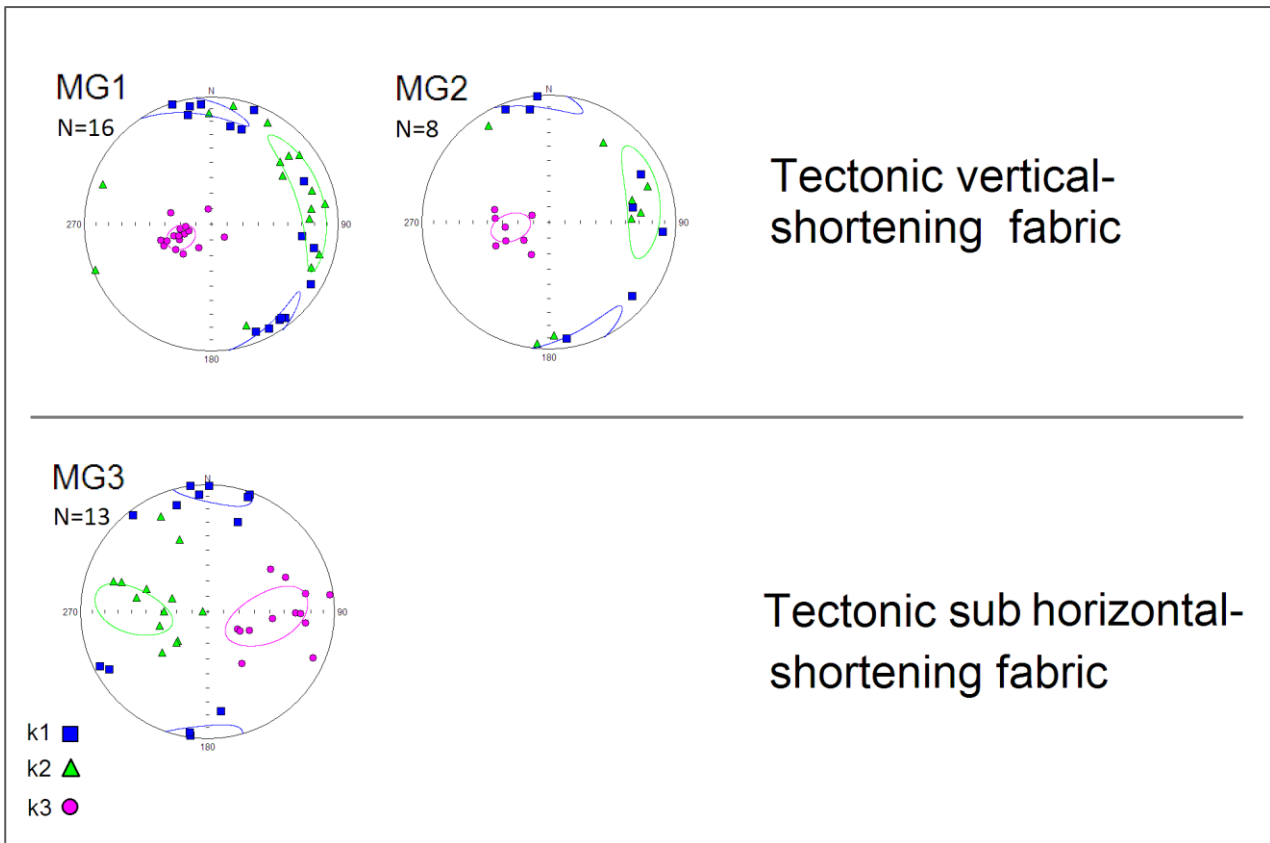 MG1
N=16
N
270
90
180
MG2
N=8
N
270
90
180
Tectonic vertical-
shortening fabric
MG3
N=13
N
270
90
180
Tectonic sub horizontal-
shortening fabric
k1
k2
k3